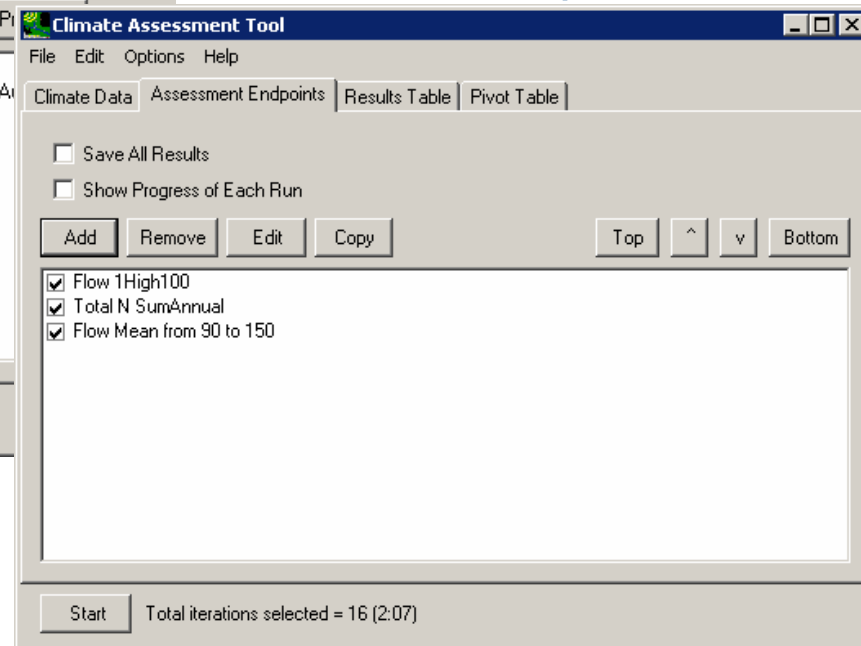 Climate Assessment Tool
File Edit Options Help
Climate Data Assessment Endpoints Results Table Pivot Table
Save All Results
Show Progress of Each Run
Add Remove Edit Copy Top ^ v Bottom
Flow 1High100
Total N SumAnnual
Flow Mean from 90 to 150
Start Total iterations selected = 16 (2:07)